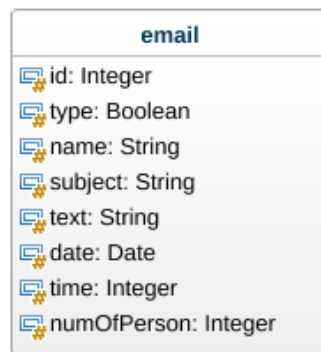 email
id: Integer
type: Boolean
name: String
subject: String
text: String
date: Date
time: Integer
numOfPerson: Integer